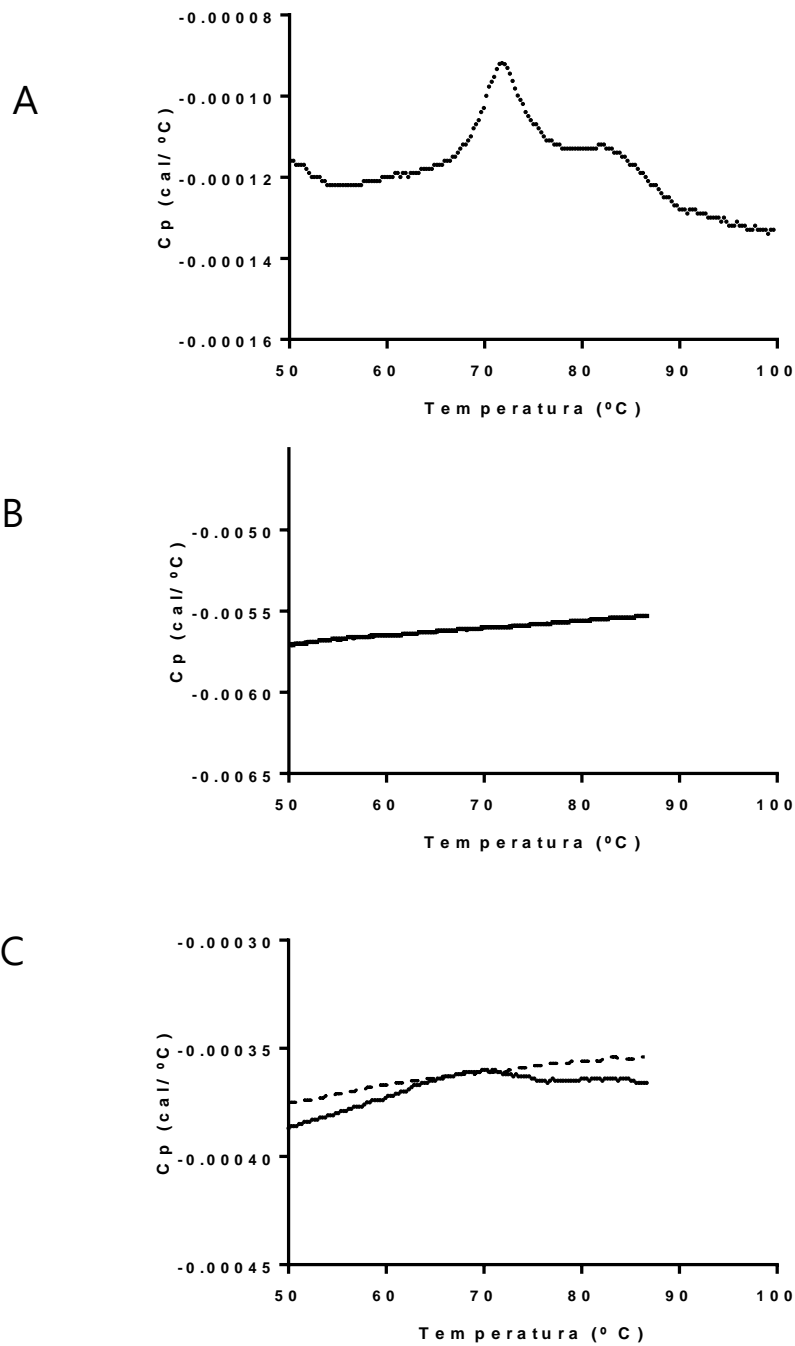 A
-0.00008
-0.00010
-0.00012
-0.00014
-0.00016
Cp (cal/ ºC)
50 60 70 80 90 100
Temperatura (ºC)
B
-0.0050
-0.0055
-0.0060
-0.0065
Cp (cal/ ºC)
50 60 70 80 90 100
Temperatura (ºC)
C
-0.00030
-0.00035
-0.00040
-0.00045
Cp (cal/ ºC)
50 60 70 80 90 100
Temperatura (º C)